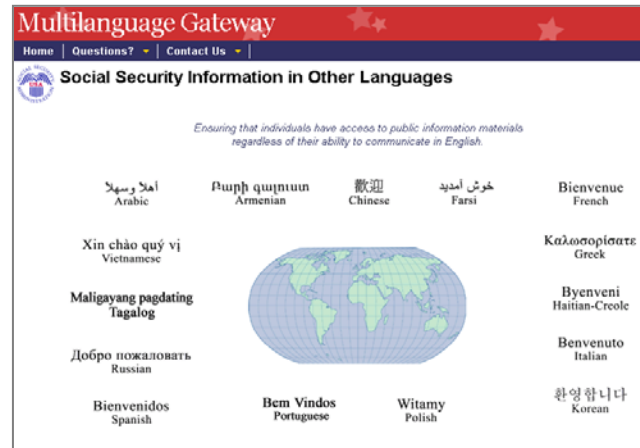 Multilanguage Gateway
Home | Questions? | Contact Us |
Social Security Information in Other Languages
Ensuring that individuals have access to public information materials
regardless of their ability to communicate in English.
أهلا وسهلا
Arabic
Բարի գալուստ
Armenian
歡迎
Chinese
خوش آمدید
Farsi
Bienvenue
French
Xin chào quý vị
Vietnamese
Καλωσορίσατε
Greek
Maligayang pagdating
Tagalog
Byenveni
Haitian-Creole
Добро пожаловать
Russian
Benvenuto
Italian
Bienvenidos
Spanish
Bem Vindos
Portuguese
Witamy
Polish
환영합니다
Korean